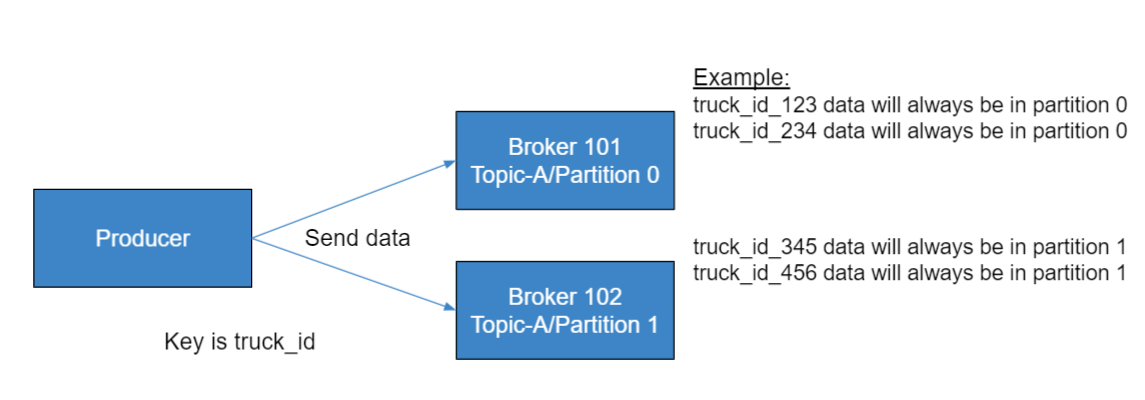 Example:
truck_id_123 data will always be in partition 0
truck_id_234 data will always be in partition 0
Broker 101
Topic-A/Partition 0
Producer
Send data
truck_id_345 data will always be in partition 1
truck_id_456 data will always be in partition 1
Broker 102
Topic-A/Partition 1
Key is truck_id